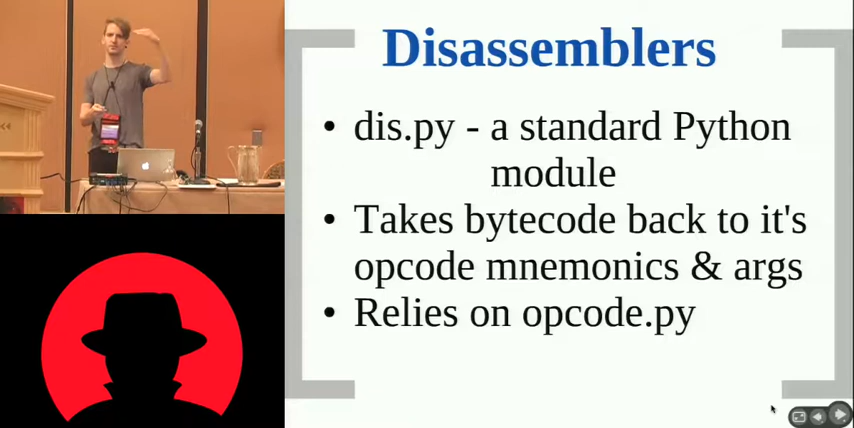 Disassemblers
• dis.py - a standard Python
module
• Takes bytecode back to it's
opcode mnemonics & args
• Relies on opcode.py